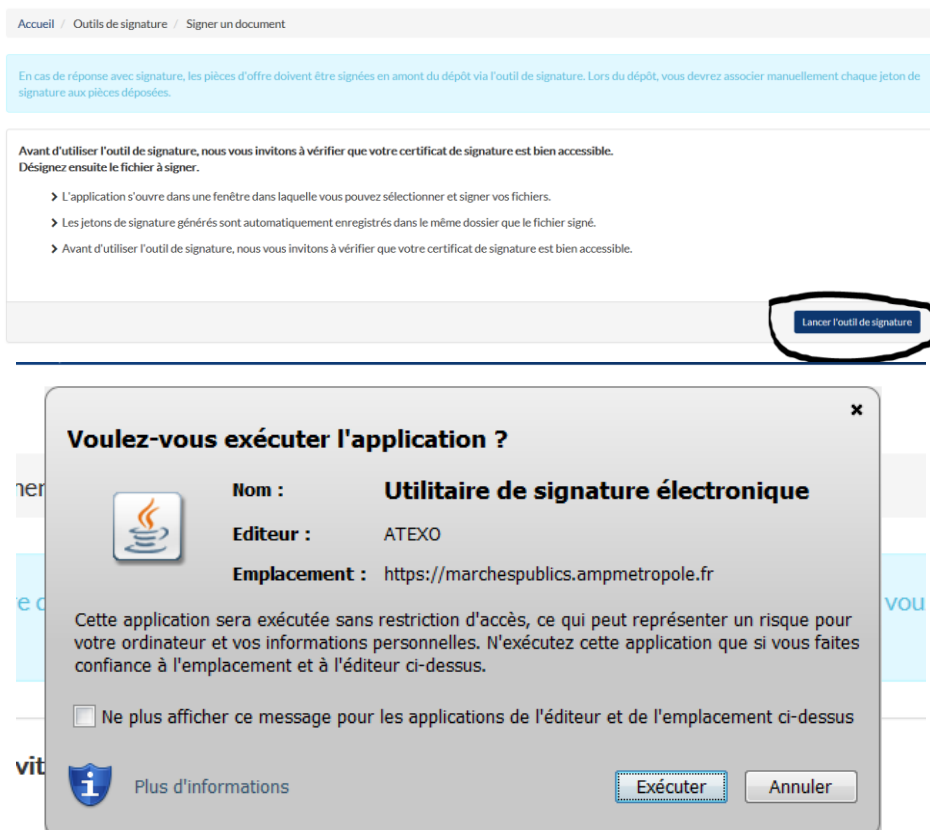 Accueil / Outils de signature / Signer un document
En cas de réponse avec signature, les pièces d'offre doivent être signées en amont du dépôt via l'outil de signature. Lors du dépôt, vous devrez associer manuellement chaque jeton de
signature aux pièces déposées.
Avant d'utiliser l'outil de signature, nous vous invitons à vérifier que votre certificat de signature est bien accessible.
Désignez ensuite le fichier à signer.
L'application s'ouvre dans une fenêtre dans laquelle vous pouvez sélectionner et signer vos fichiers.
Les jetons de signature générés sont automatiquement enregistrés dans le même dossier que le fichier signé.
Avant d'utiliser l'outil de signature, nous vous invitons à vérifier que votre certificat de signature est bien accessible.
Lancer l'outil de signature
Voulez-vous exécuter l'application ?
Nom : Utilitaire de signature électronique
Editeur : ATEXO
Emplacement : https://marchespublics.ampmetropole.fr
vou
Cette application sera exécutée sans restriction d'accès, ce qui peut représenter un risque pour
votre ordinateur et vos informations personnelles. N'exécutez cette application que si vous faites
confiance à l'emplacement et à l'éditeur ci-dessus.
Ne plus afficher ce message pour les applications de l'éditeur et de l'emplacement ci-dessus
vit
Plus d'informations
Exécuter Annuler